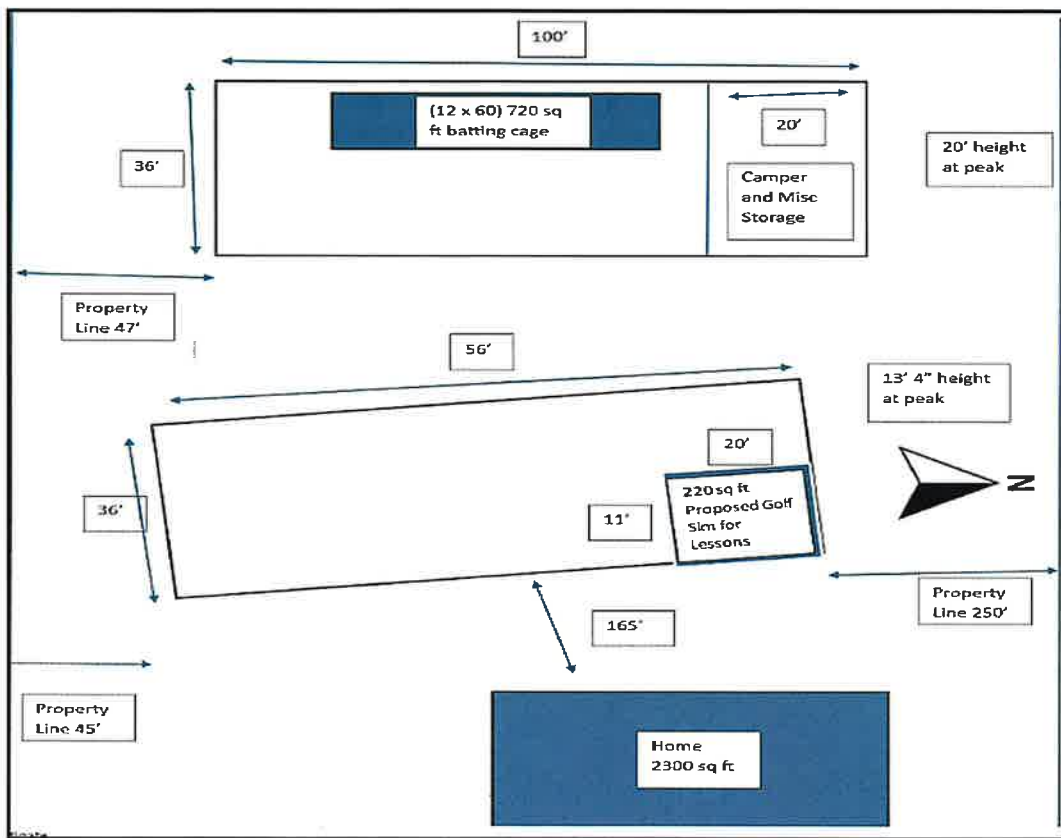 100'
(12 x 60) 720 sq
ft batting cage
20'
36'
20' height
at peak
Camper
and Misc
Storage
Property
Line 47'
56'
13' 4" height
at peak
20'
N
36'
11'
220 sq ft
Proposed Golf
Sim for
Lessons
165'
Property
Line 250'
Property
Line 45'
Home
2300 sq ft